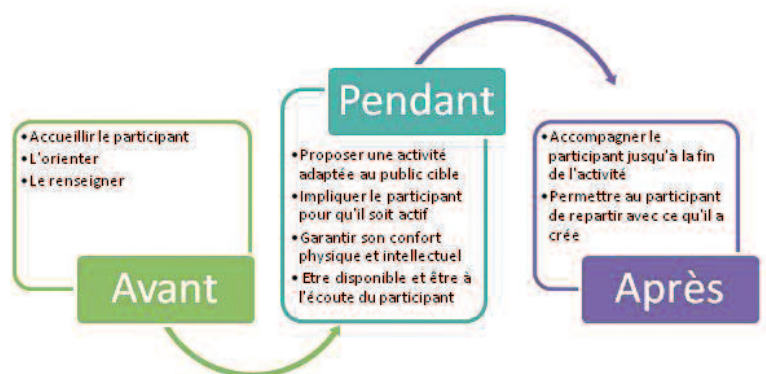 Avant
•Accueillir le participant
•L'orienter
•Le renseigner
Pendant
•Proposer une activité
adaptée au public cible
•Impliquer le participant
pour qu'il soit actif
•Garantir son confort
physique et intellectuel
•Etre disponible et être à
l'écoute du participant
Après
•Accompagner le
participant jusqu'à la fin
de l'activité
•Permettre au participant
de repartir avec ce qu'il a
crée